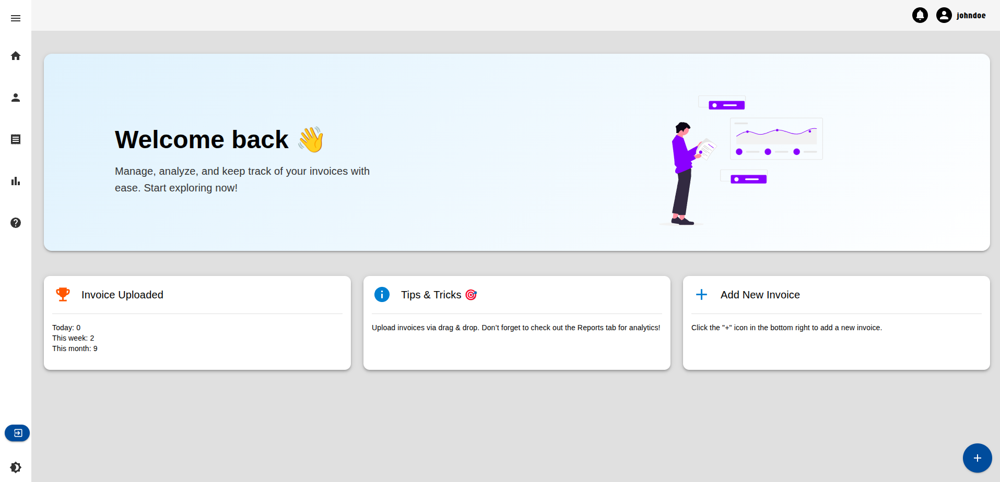 johndoe
Welcome back 👋
Manage, analyze, and keep track of your invoices with
ease. Start exploring now!
Invoice Uploaded
Today: 0
This week: 2
This month: 9
Tips & Tricks 🎯
Upload invoices via drag & drop. Don’t forget to check out the Reports tab for analytics!
Add New Invoice
Click the "+" icon in the bottom right to add a new invoice.